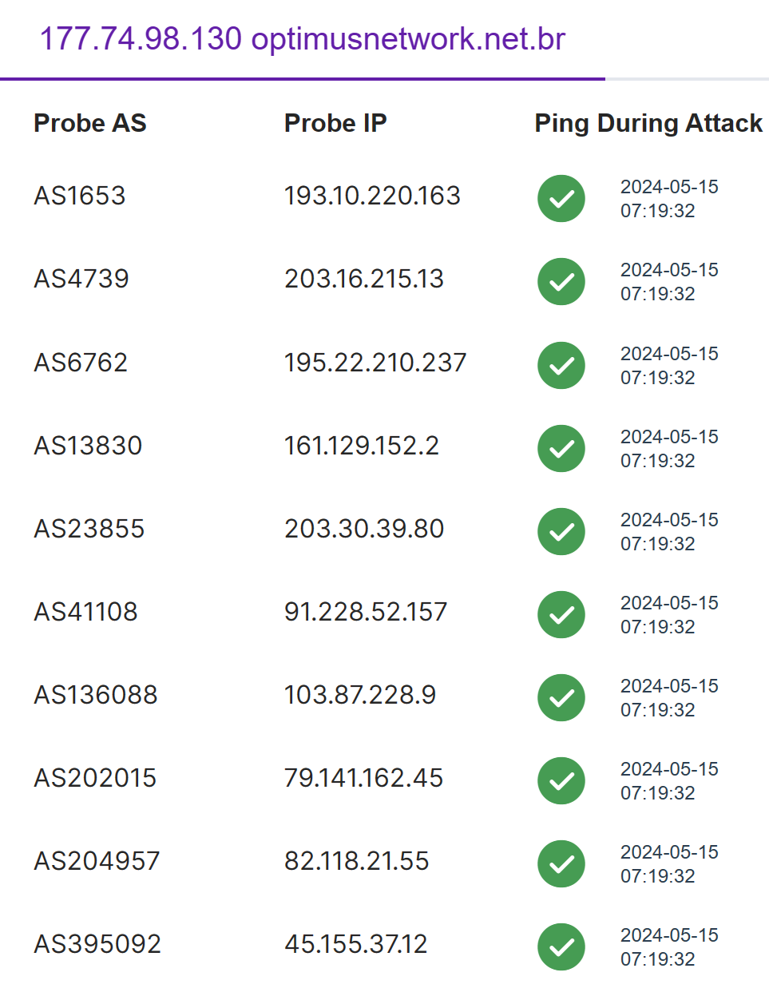 177.74.98.130 optimusnetwork.net.br
Probe AS Probe IP Ping During Attack
AS1653 193.10.220.163 2024-05-15
07:19:32
AS4739 203.16.215.13 2024-05-15
07:19:32
AS6762 195.22.210.237 2024-05-15
07:19:32
AS13830 161.129.152.2 2024-05-15
07:19:32
AS23855 203.30.39.80 2024-05-15
07:19:32
AS41108 91.228.52.157 2024-05-15
07:19:32
AS136088 103.87.228.9 2024-05-15
07:19:32
AS202015 79.141.162.45 2024-05-15
07:19:32
AS204957 82.118.21.55 2024-05-15
07:19:32
AS395092 45.155.37.12 2024-05-15
07:19:32